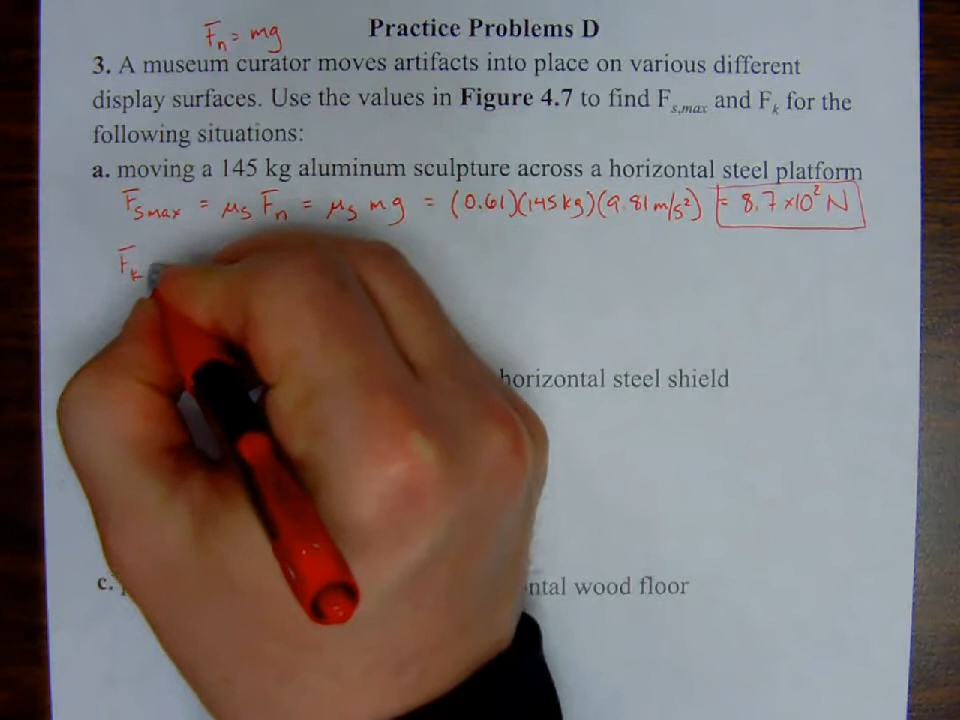 Fn = mg
Practice Problems D
3. A museum curator moves artifacts into place on various different
display surfaces. Use the values in Figure 4.7 to find Fs,max and Fk for the
following situations:
a. moving a 145 kg aluminum sculpture across a horizontal steel platform
Fsmax = μs Fn = μs mg = (0.61)(145 kg)(9.81 m/s²) = 8.7 × 10² N
Fk
horizontal steel shield
c.
wood floor